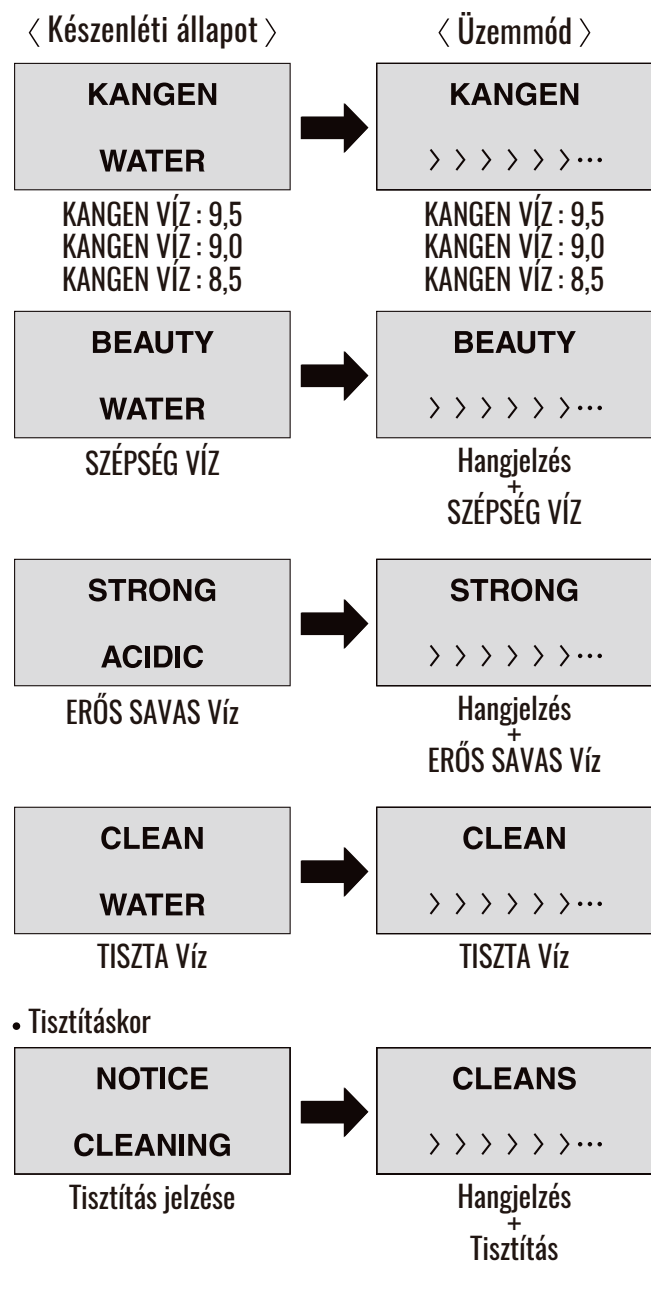 〈 Készenléti állapot 〉 〈 Üzemmód 〉
KANGEN KANGEN
WATER 〉〉〉〉〉〉···
KANGEN VÍZ : 9,5 KANGEN VÍZ : 9,5
KANGEN VÍZ : 9,0 KANGEN VÍZ : 9,0
KANGEN VÍZ : 8,5 KANGEN VÍZ : 8,5
BEAUTY BEAUTY
WATER 〉〉〉〉〉〉···
SZÉPSÉG VÍZ Hangjelzés
+
SZÉPSÉG VÍZ
STRONG STRONG
ACIDIC 〉〉〉〉〉〉···
ERŐS SAVAS Víz Hangjelzés
+
ERŐS SAVAS Víz
CLEAN CLEAN
WATER 〉〉〉〉〉〉···
TISZTA Víz TISZTA Víz
• Tisztításkor
NOTICE CLEANS
CLEANING 〉〉〉〉〉〉···
Tisztítás jelzése Hangjelzés
+
Tisztítás